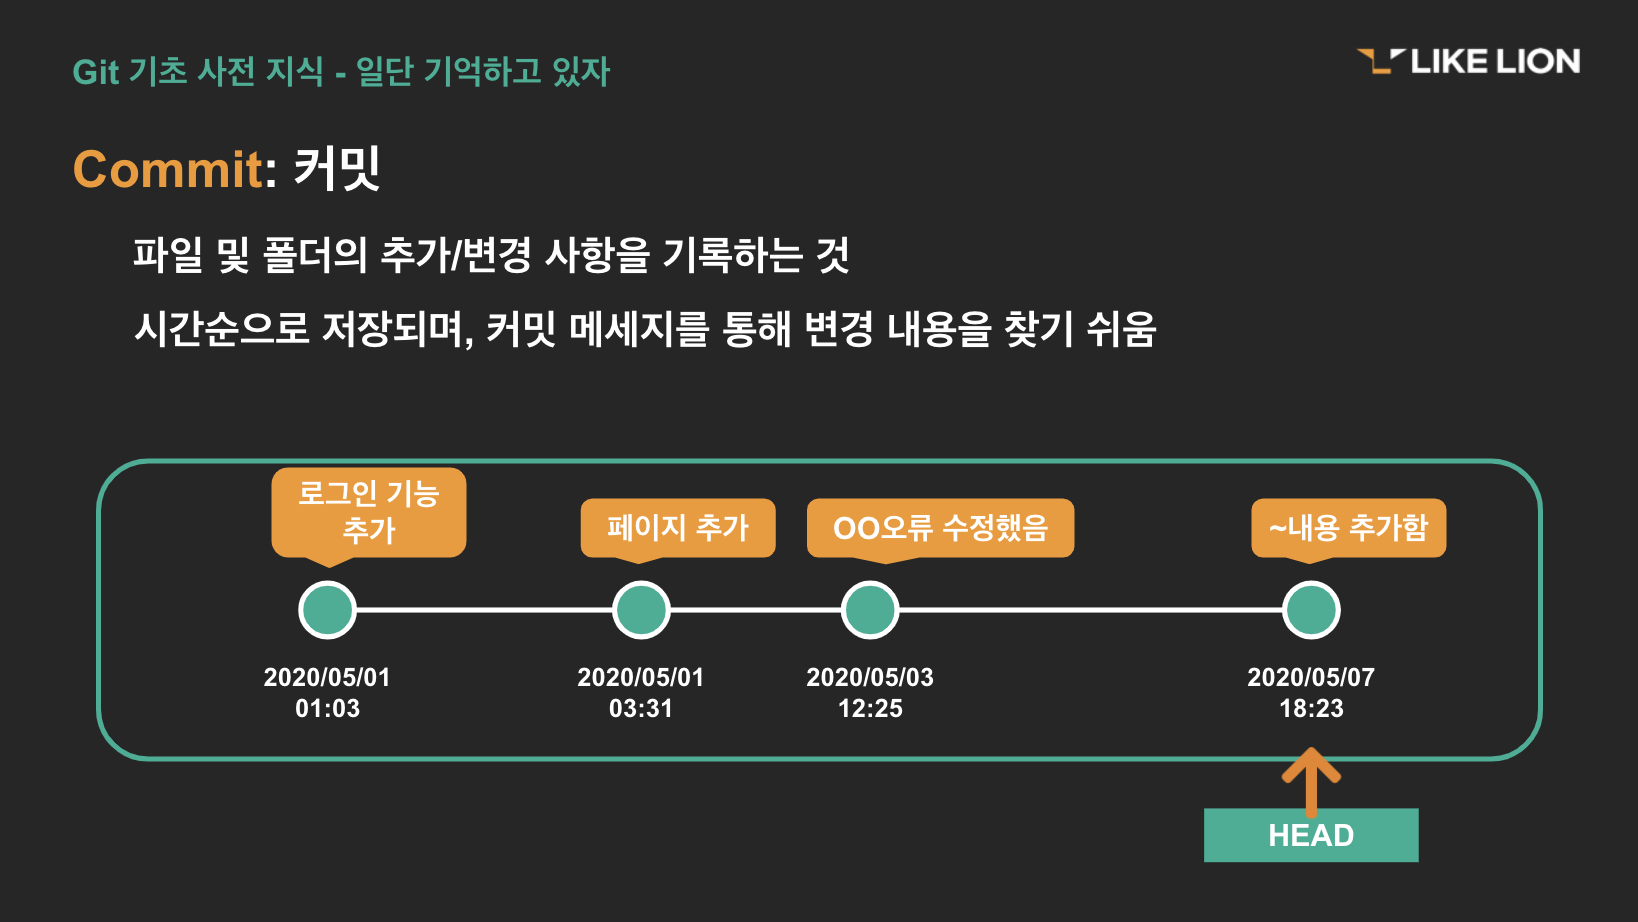 Git 기초 사전 지식 - 일단 기억하고 있자
LIKE LION
Commit: 커밋
파일 및 폴더의 추가/변경 사항을 기록하는 것
시간순으로 저장되며, 커밋 메세지를 통해 변경 내용을 찾기 쉬움
로그인 기능
추가
페이지 추가
OO오류 수정했음
~내용 추가함
2020/05/01
01:03
2020/05/01
03:31
2020/05/03
12:25
2020/05/07
18:23
HEAD